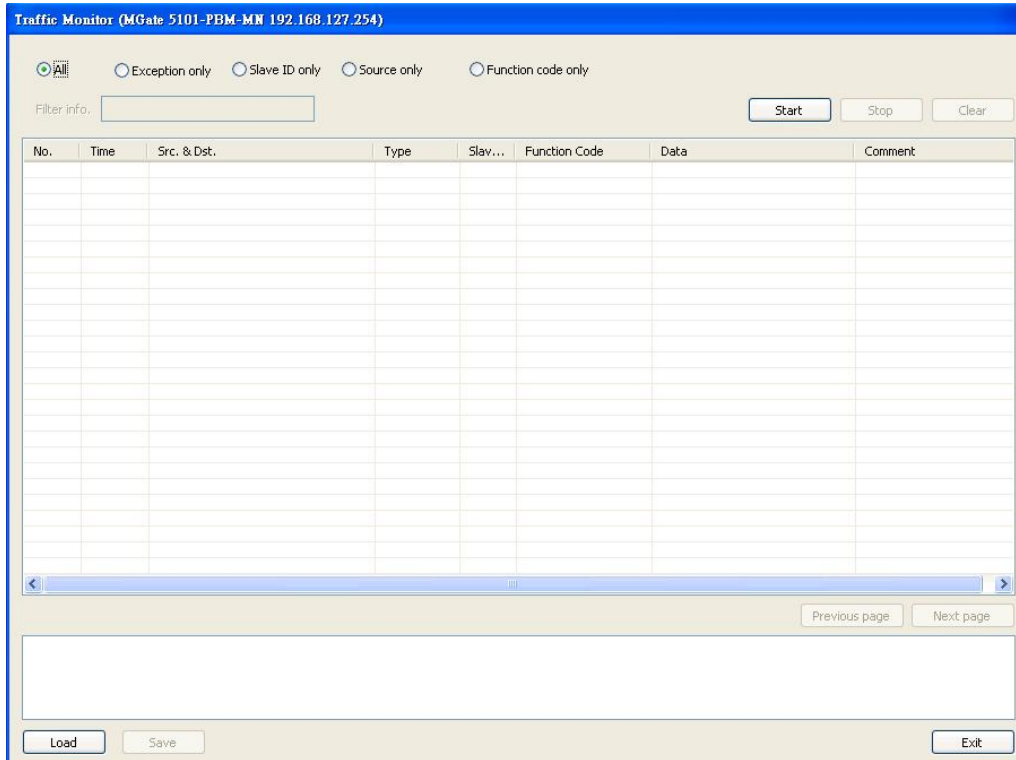 Traffic Monitor (MGate 5101-PBM-MN 192.168.127.254)
All Exception only Slave ID only Source only Function code only
Filter info. Start Stop Clear
No. Time Src. & Dst. Type Slav... Function Code Data Comment
Previous page Next page
Load Save Exit